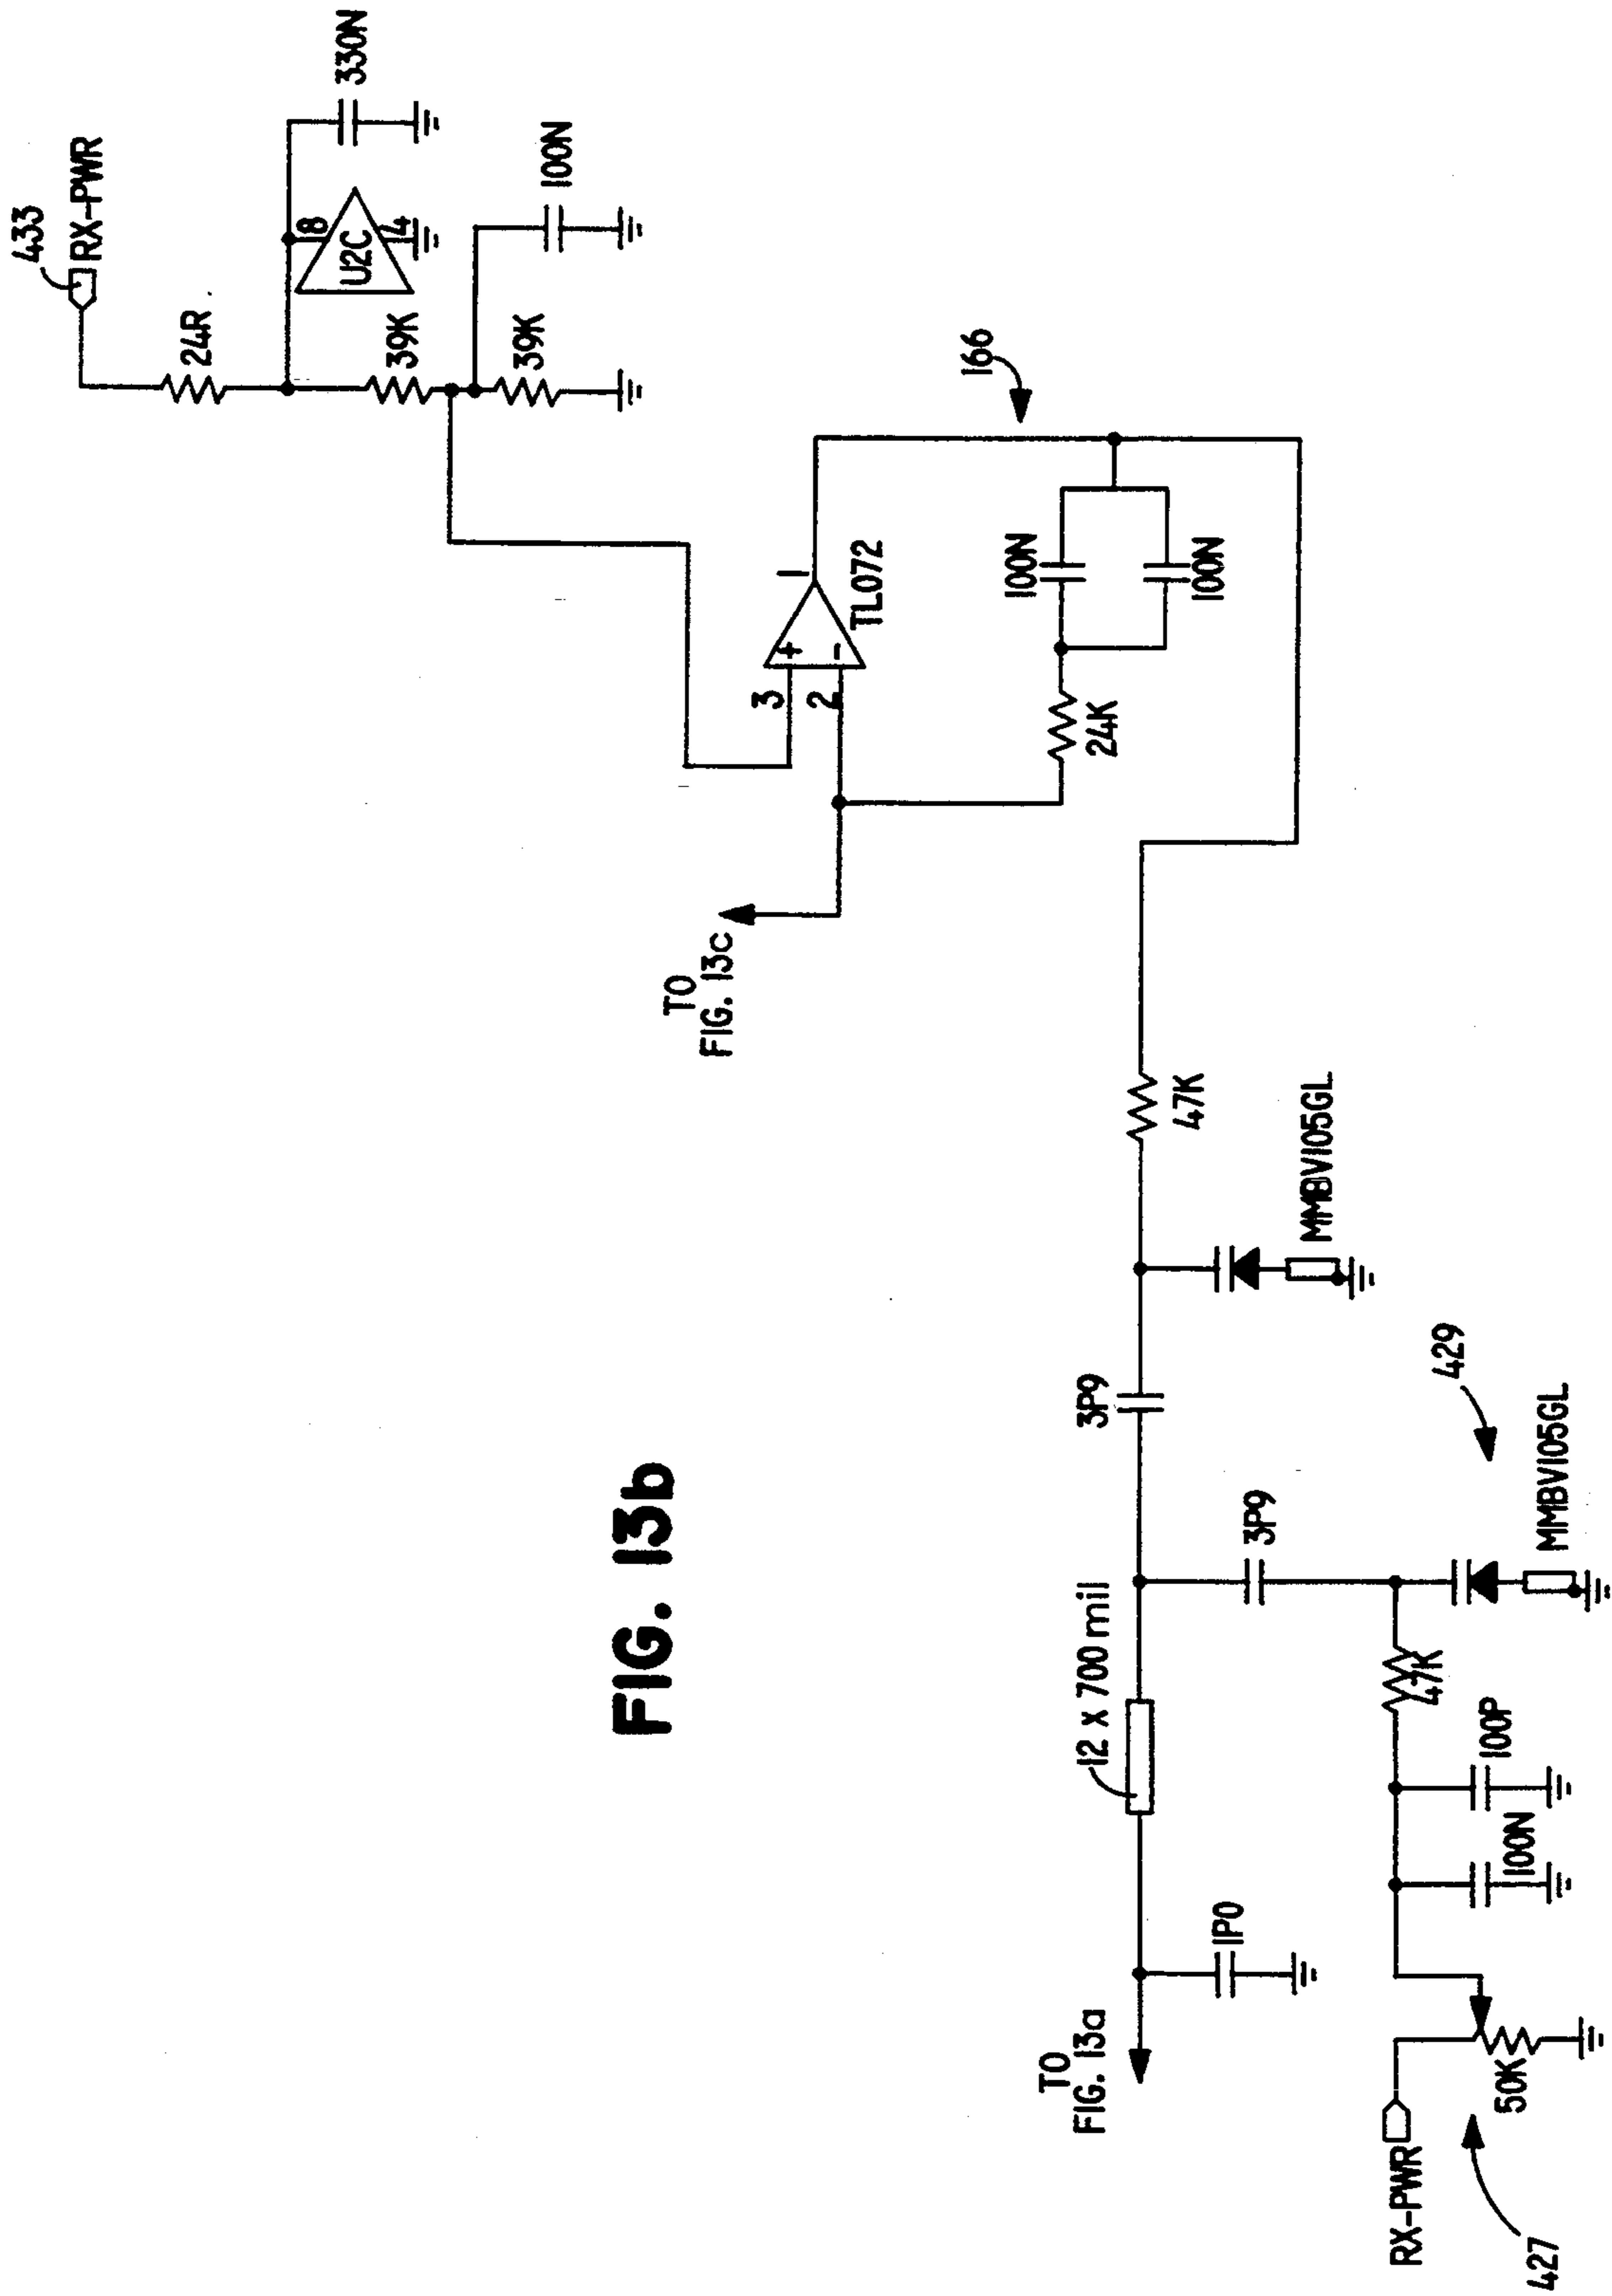 FIG. 13b
433
RX-PWR
24R
330N
U2C
8
4
39K
100N
39K
166
3
2
+
-
1
TL072
100N
100N
24K
TO
FIG. 13c
47K
MMBV105GL
3P9
429
3P9
MMBV105GL
12 x 700 mil
47K
100P
100N
1P0
TO
FIG. 13a
50K
RX-PWR
427